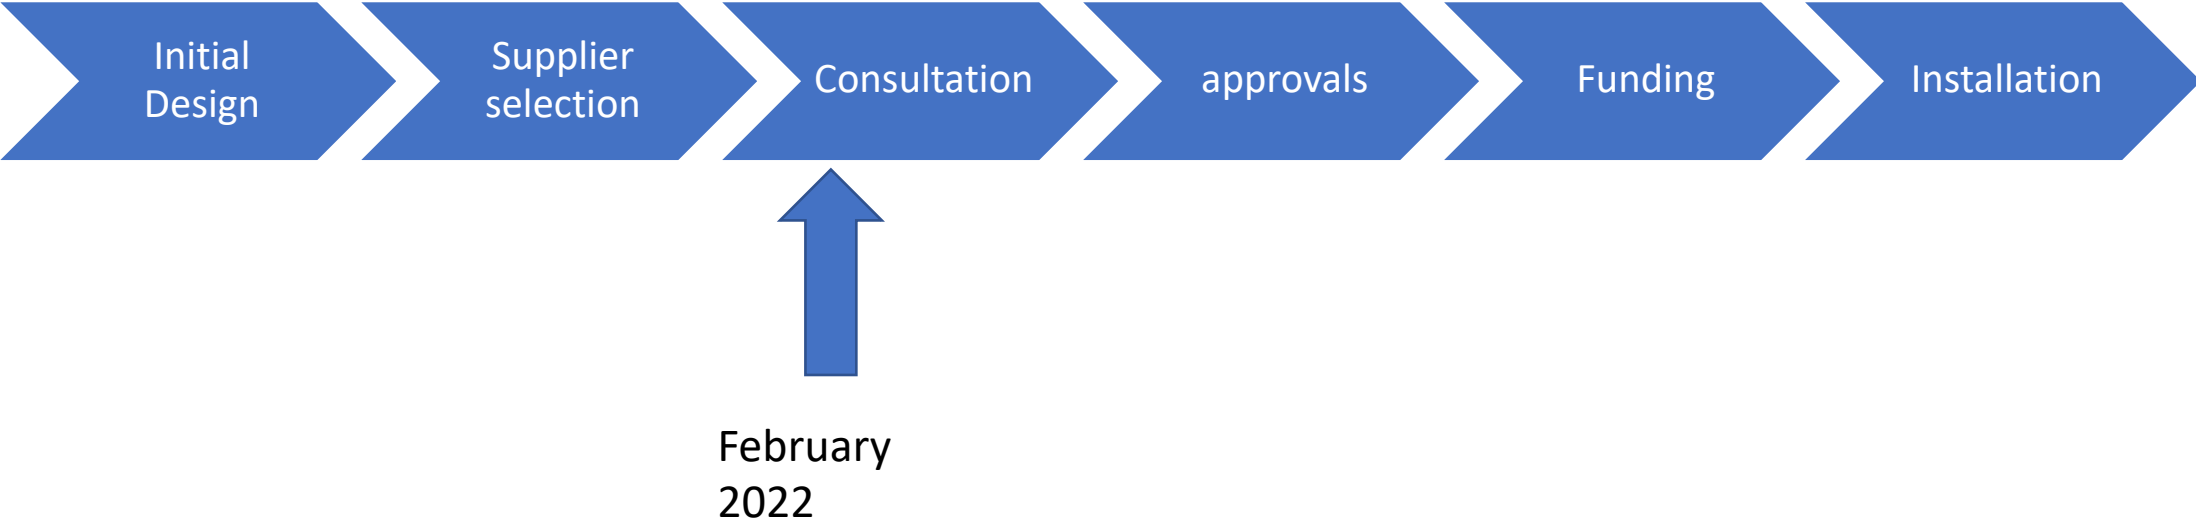 Initial
Design
Supplier
selection
Consultation
approvals
Funding
Installation
February
2022